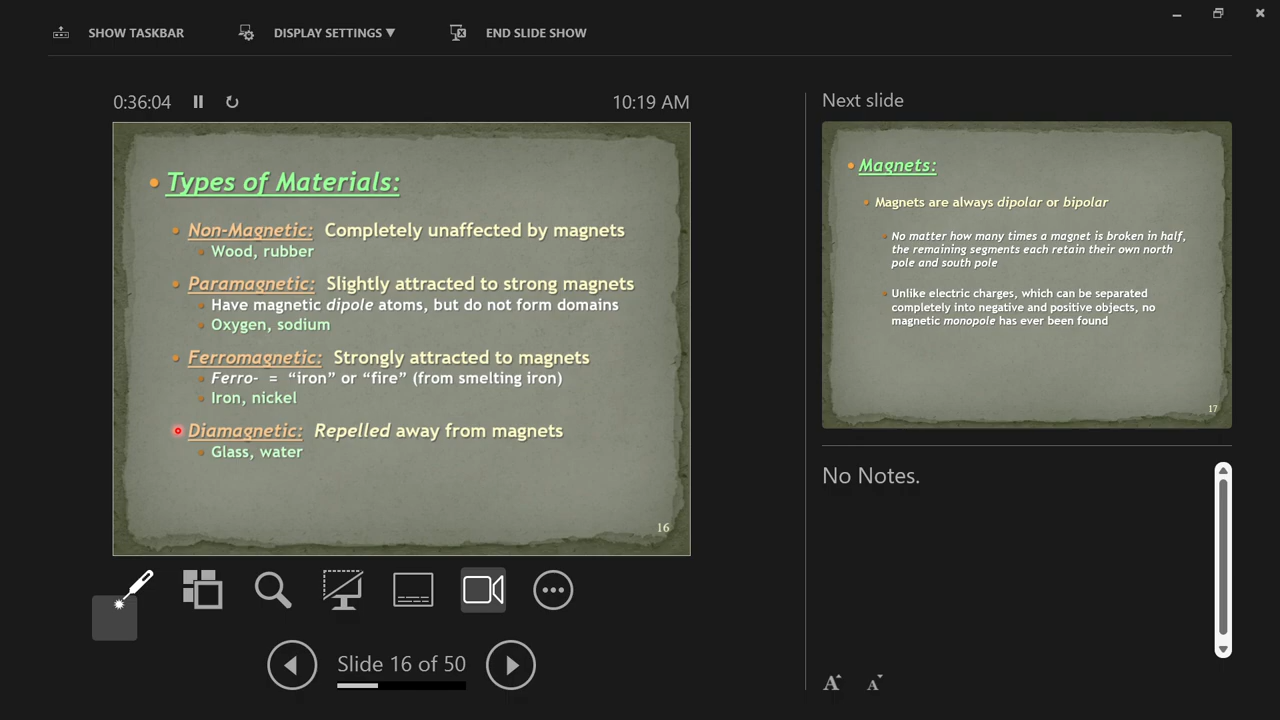 SHOW TASKBAR
DISPLAY SETTINGS ▼
END SLIDE SHOW
0:36:04
10:19 AM
• Types of Materials:
• Non-Magnetic: Completely unaffected by magnets
• Wood, rubber
• Paramagnetic: Slightly attracted to strong magnets
• Have magnetic dipole atoms, but do not form domains
• Oxygen, sodium
• Ferromagnetic: Strongly attracted to magnets
• Ferro- = “iron” or “fire” (from smelting iron)
• Iron, nickel
• Diamagnetic: Repelled away from magnets
• Glass, water
16
Slide 16 of 50
Next slide
• Magnets:
• Magnets are always dipolar or bipolar
• No matter how many times a magnet is broken in half,
the remaining segments each retain their own north
pole and south pole
• Unlike electric charges, which can be separated
completely into negative and positive objects, no
magnetic monopole has ever been found
17
No Notes.
A A